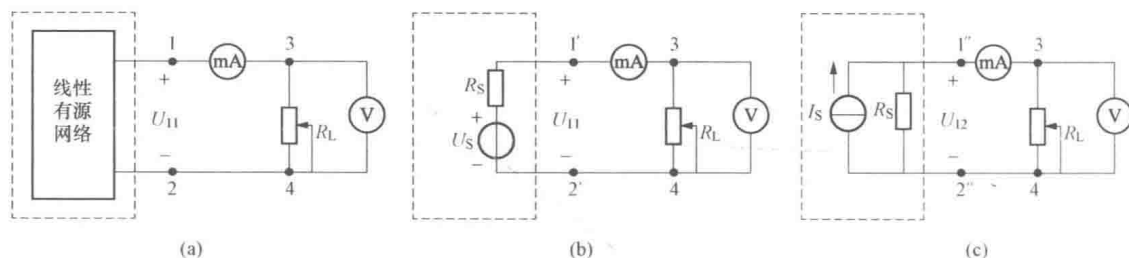 线性
有源
网络
1
+
U11
−
2
mA
3
RL
4
V
(a)
RS
+
US
−
1′
+
U11
−
2′
mA
3
RL
4
V
(b)
IS
RS
1″
+
U12
−
2″
mA
3
RL
4
V
(c)